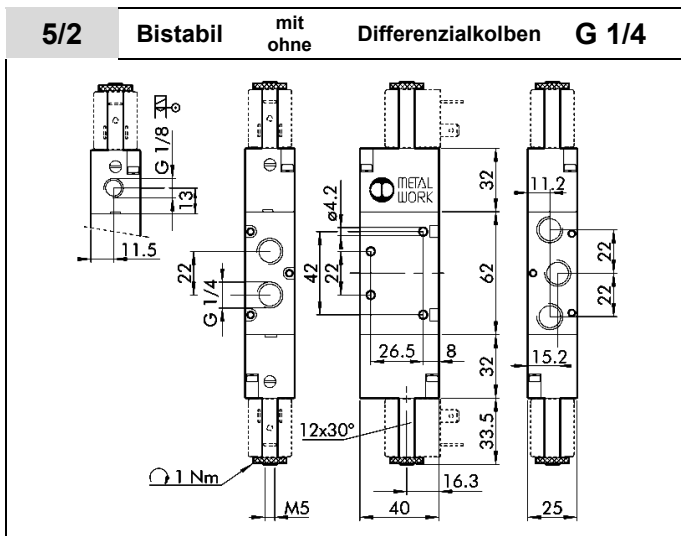 5/2 Bistabil mit ohne Differenzialkolben G 1/4
G 1/8
13
11.5
22
G 1/4
1 Nm
M5
METAL
WORK
ø4.2
42
22
26.5
8
12x30°
16.3
40
32
62
32
33.5
11.2
22
22
15.2
25